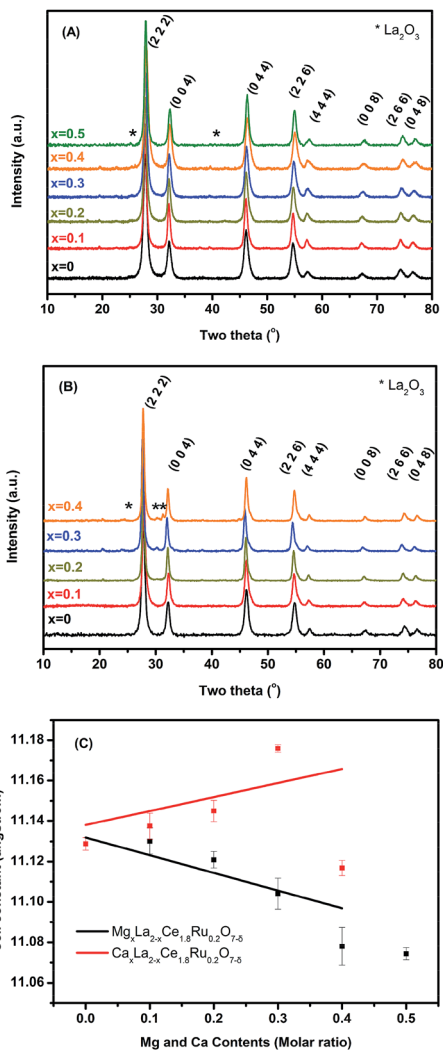 (A)
* La2O3
(2 2 2)
(0 0 4)
(0 4 4)
(2 2 6)
(4 4 4)
(0 0 8)
(2 6 6)
(0 4 8)
Intensity (a.u.)
x=0.5
* *
x=0.4
x=0.3
x=0.2
x=0.1
x=0
10 20 30 40 50 60 70 80
Two theta (o)
(B)
* La2O3
(2 2 2)
(0 0 4)
(0 4 4)
(2 2 6)
(4 4 4)
(0 0 8)
(2 6 6)
(0 4 8)
Intensity (a.u.)
x=0.4
* **
x=0.3
x=0.2
x=0.1
x=0
10 20 30 40 50 60 70 80
Two theta (o)
(C)
11.18
11.16
11.14
11.12
11.10
11.08
11.06
MgxLa2-xCe1.8Ru0.2O7-δ
CaxLa2-xCe1.8Ru0.2O7-δ
0.0 0.1 0.2 0.3 0.4 0.5
Mg and Ca Contents (Molar ratio)